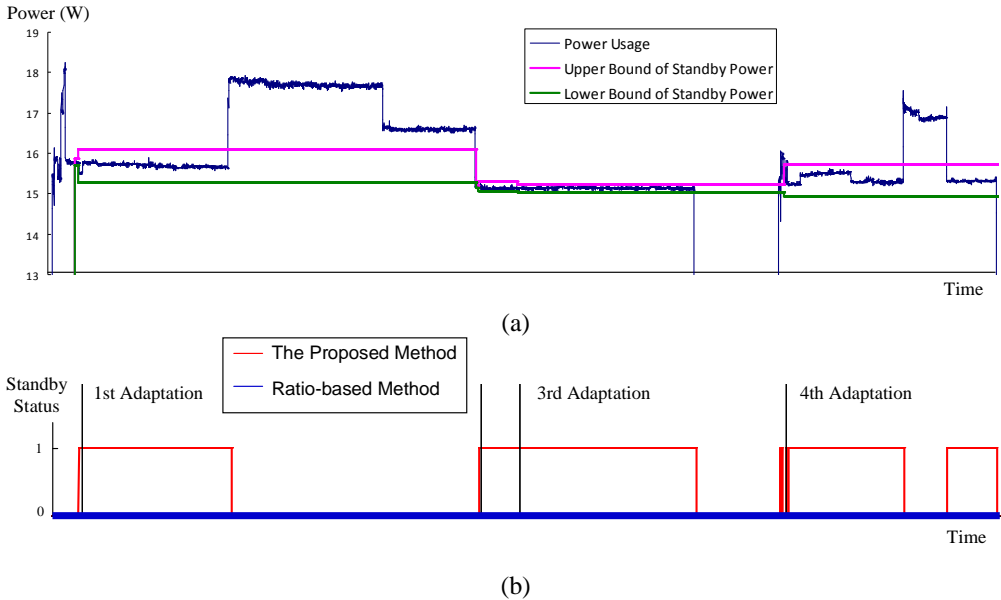 Power (W)
19
18
17
16
15
14
13
Power Usage
Upper Bound of Standby Power
Lower Bound of Standby Power
Time
(a)
The Proposed Method
Ratio-based Method
Standby
Status
1st Adaptation
3rd Adaptation
4th Adaptation
1
0
Time
(b)